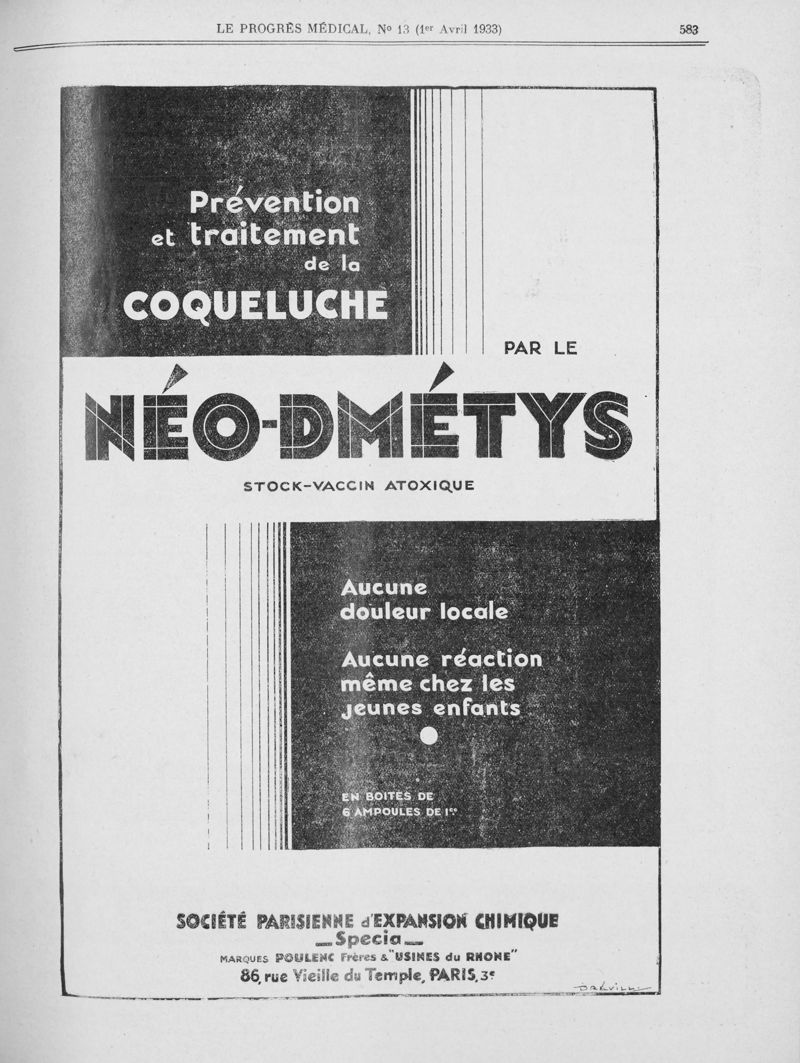 LE PROGRÈS MÉDICAL, No 13 (1er Avril 1933)
583
Prévention
et traitement
de la
COQUELUCHE
PAR LE
NÉO-DMÉTYS
STOCK-VACCIN ATOXIQUE
Aucune
douleur locale
Aucune réaction
même chez les
jeunes enfants
EN BOITES DE
6 AMPOULES DE 1cc
SOCIÉTÉ PARISIENNE d'EXPANSION CHIMIQUE
_Specia_
MARQUES POULENC Frères & "USINES du RHONE"
86, rue Vieille du Temple, PARIS, 3e